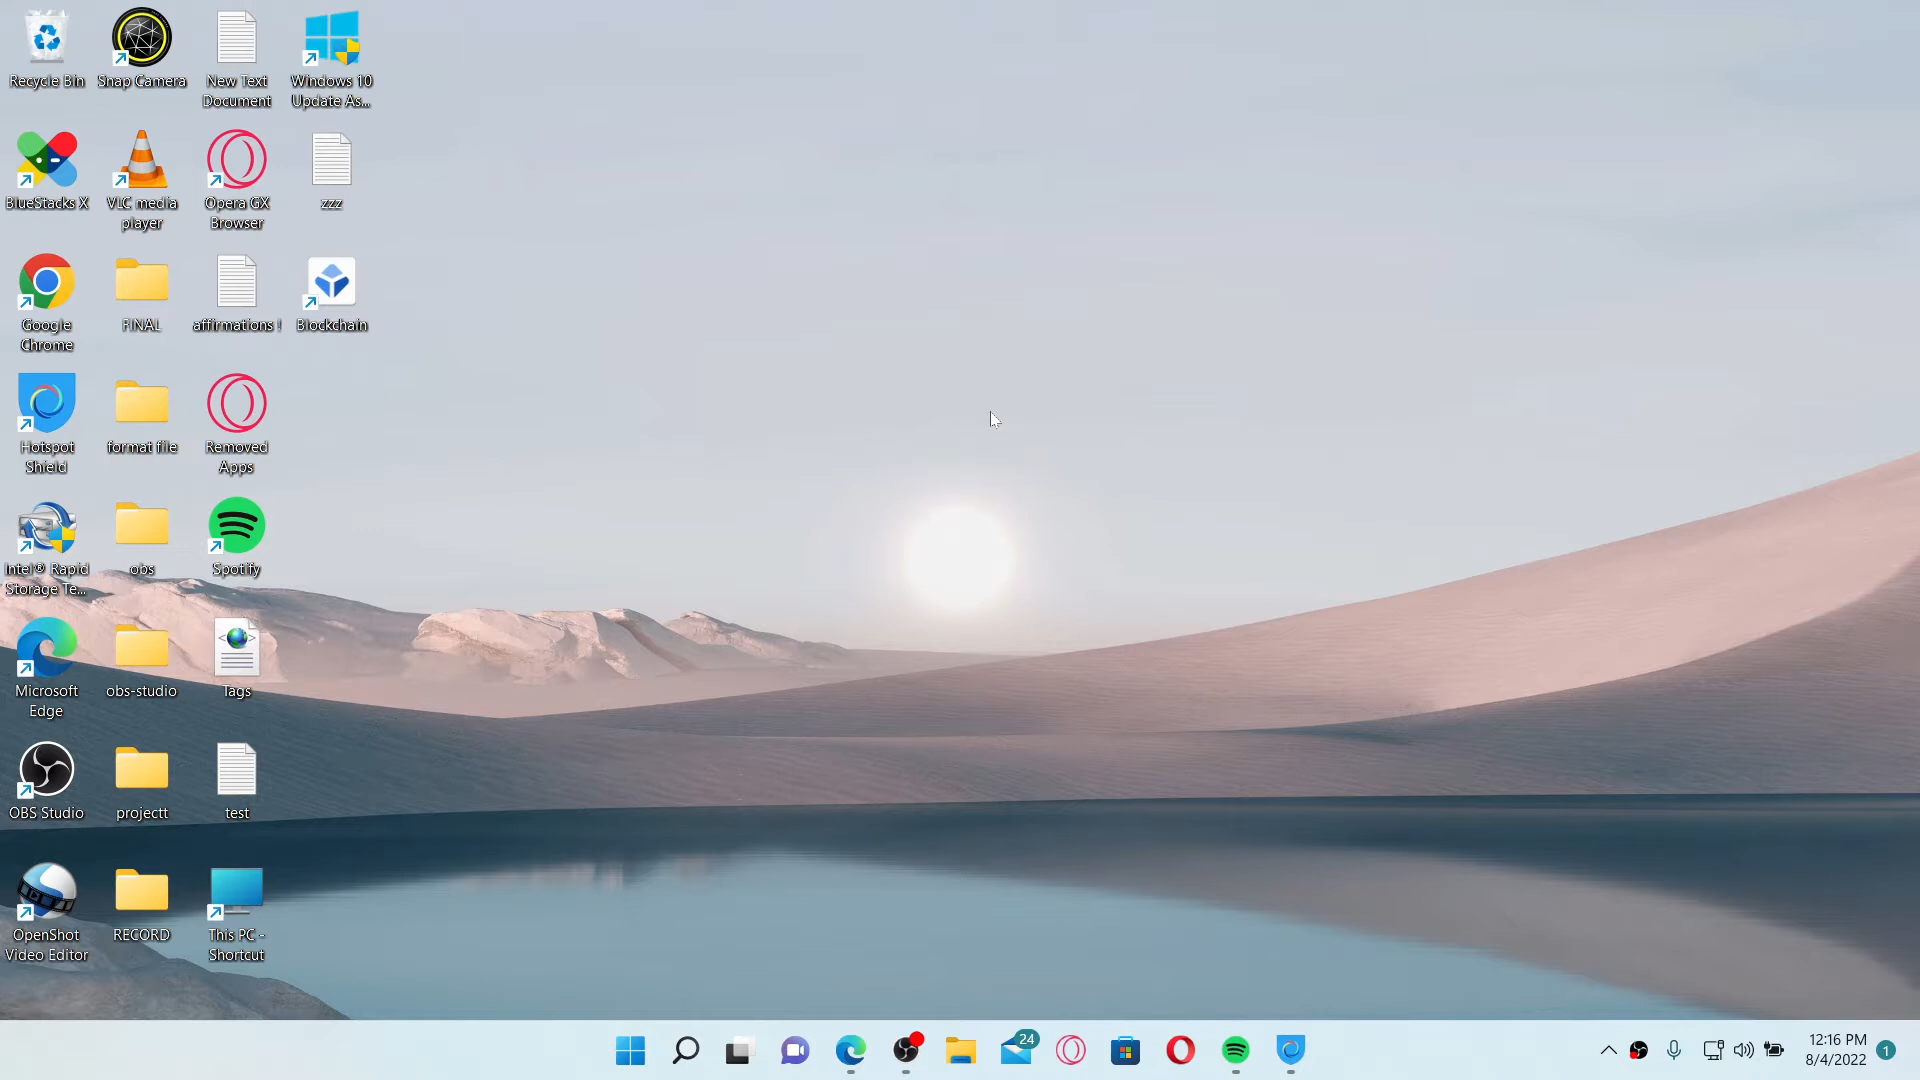 Recycle Bin
Snap Camera
New Text
Document
Windows 10
Update As...
BlueStacks X
VLC media
player
Opera GX
Browser
zzz
Google
Chrome
FINAL
affirmations !
Blockchain
Hotspot
Shield
format file
Removed
Apps
Intel® Rapid
Storage Te...
obs
Spotify
Microsoft
Edge
obs-studio
Tags
OBS Studio
projectt
test
OpenShot
Video Editor
RECORD
This PC -
Shortcut
24
12:16 PM
8/4/2022
1